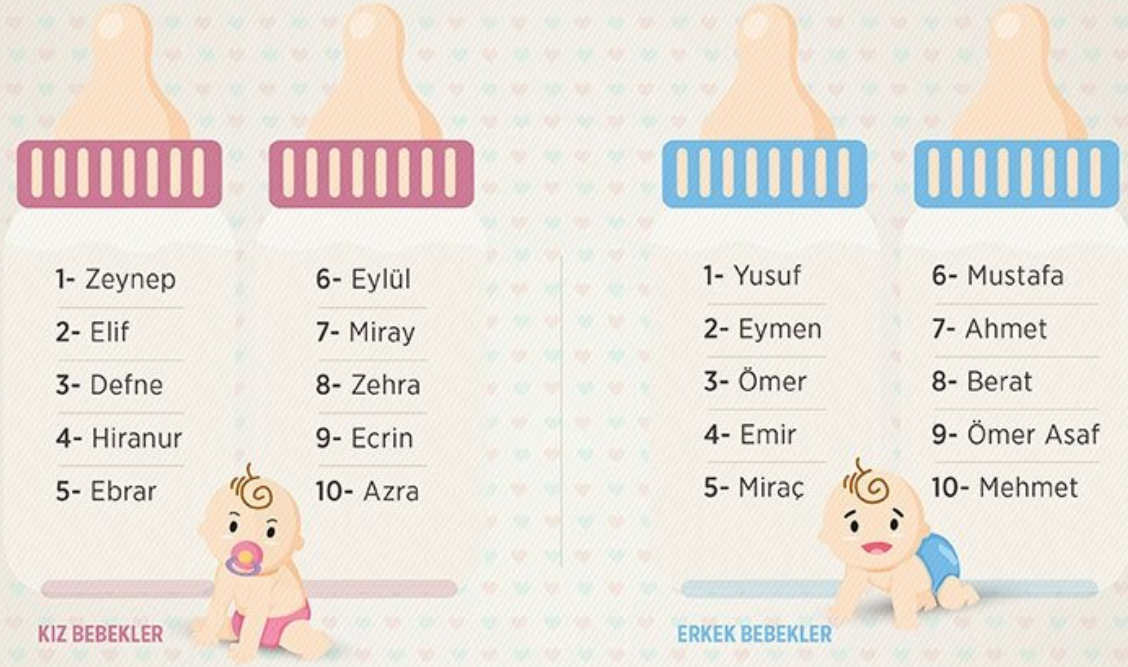 1- Zeynep
2- Elif
3- Defne
4- Hiranur
5- Ebrar
6- Eylül
7- Miray
8- Zehra
9- Ecrin
10- Azra
KIZ BEBEKLER
1- Yusuf
2- Eymen
3- Ömer
4- Emir
5- Miraç
6- Mustafa
7- Ahmet
8- Berat
9- Ömer Asaf
10- Mehmet
ERKEK BEBEKLER